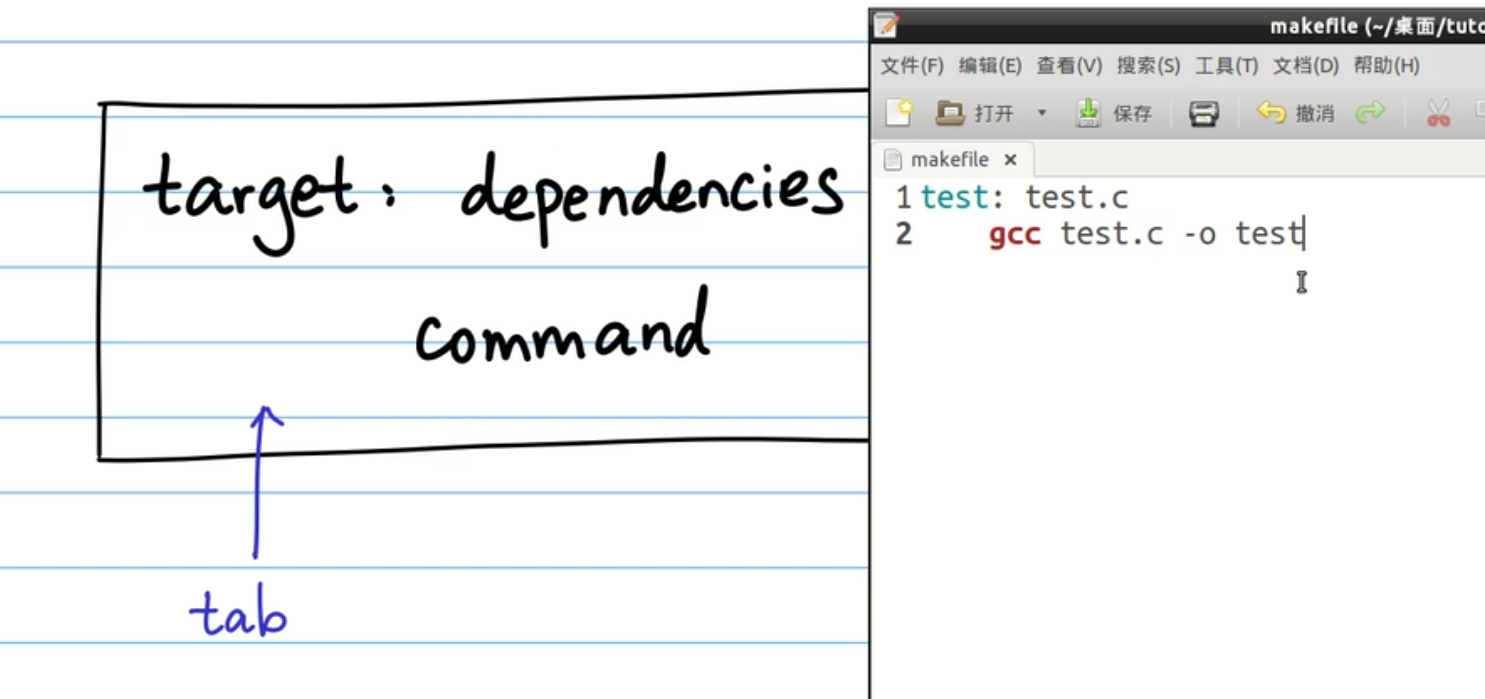 target: dependencies
command
tab
makefile (~/桌面/tuto
文件(F) 编辑(E) 查看(V) 搜索(S) 工具(T) 文档(D) 帮助(H)
打开 保存 撤消
makefile
1 test: test.c
2 gcc test.c -o test